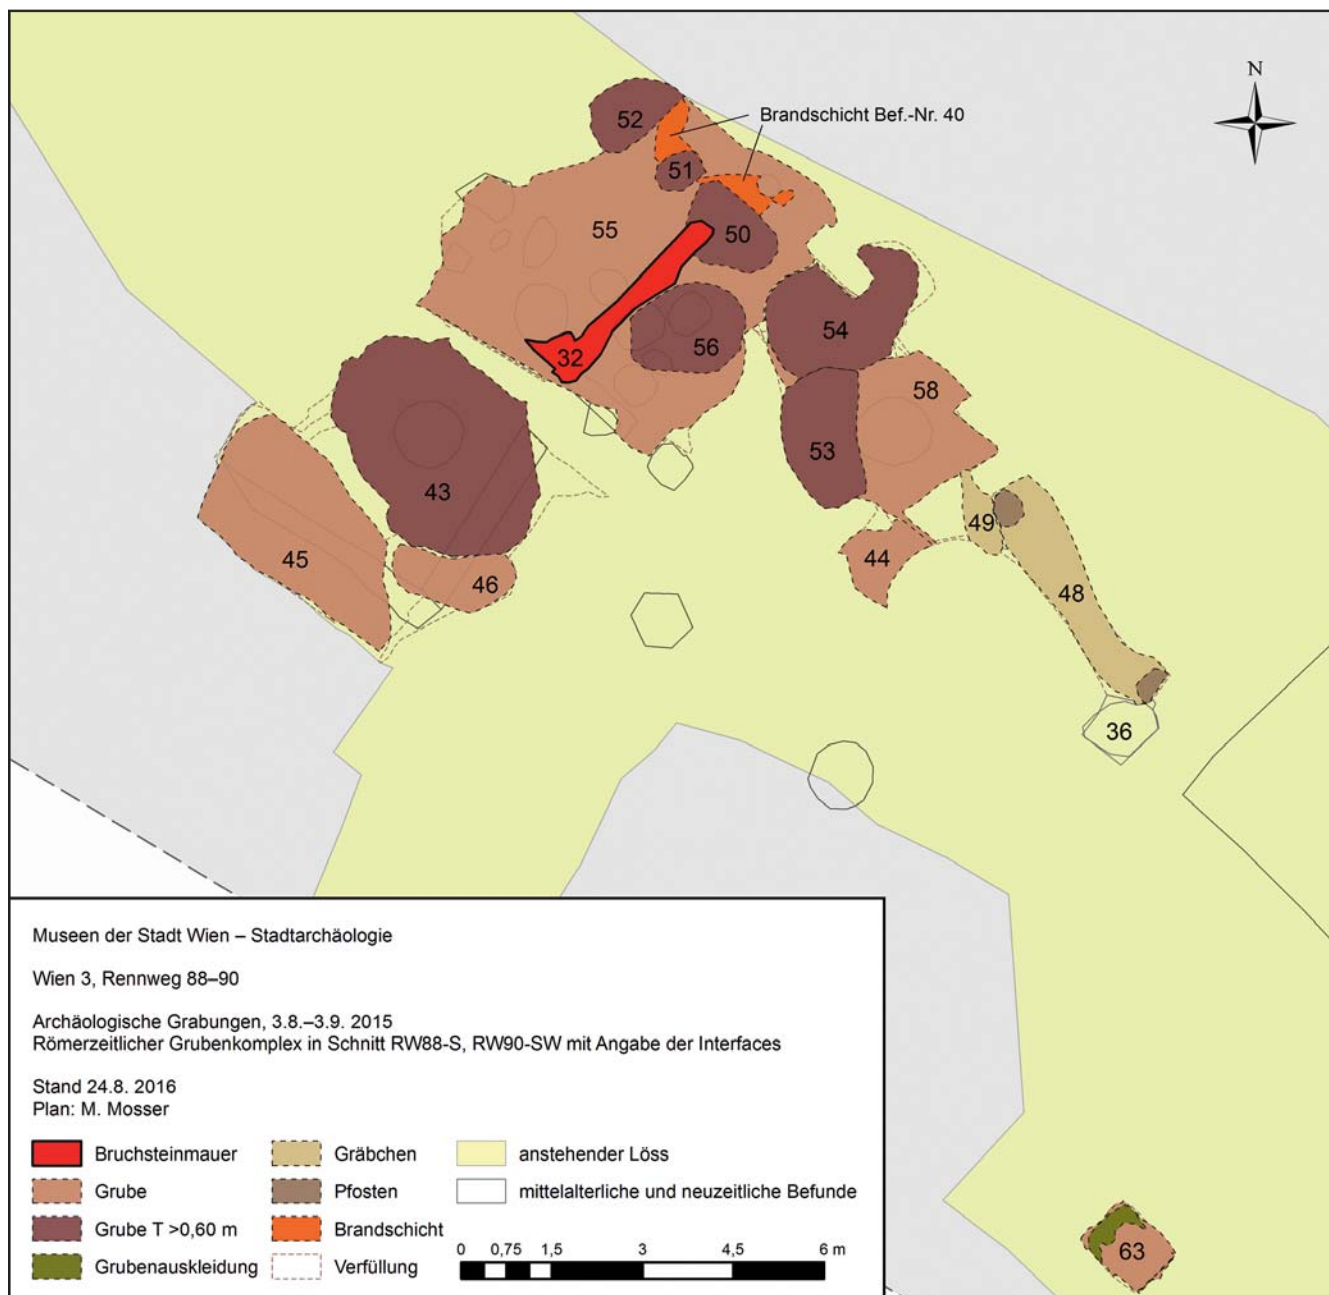 N
Brandschicht Bef.-Nr. 40
52
51
55
50
54
56
32
58
43
53
49
45
46
44
48
36
63
Museen der Stadt Wien – Stadtarchäologie
Wien 3, Rennweg 88–90
Archäologische Grabungen, 3.8.–3.9. 2015
Römerzeitlicher Grubenkomplex in Schnitt RW88-S, RW90-SW mit Angabe der Interfaces
Stand 24.8. 2016
Plan: M. Mosser
Bruchsteinmauer
Grube
Grube T >0,60 m
Grubenauskleidung
Gräbchen
Pfosten
Brandschicht
Verfüllung
anstehender Löss
mittelalterliche und neuzeitliche Befunde
0 0,75 1,5 3 4,5 6 m